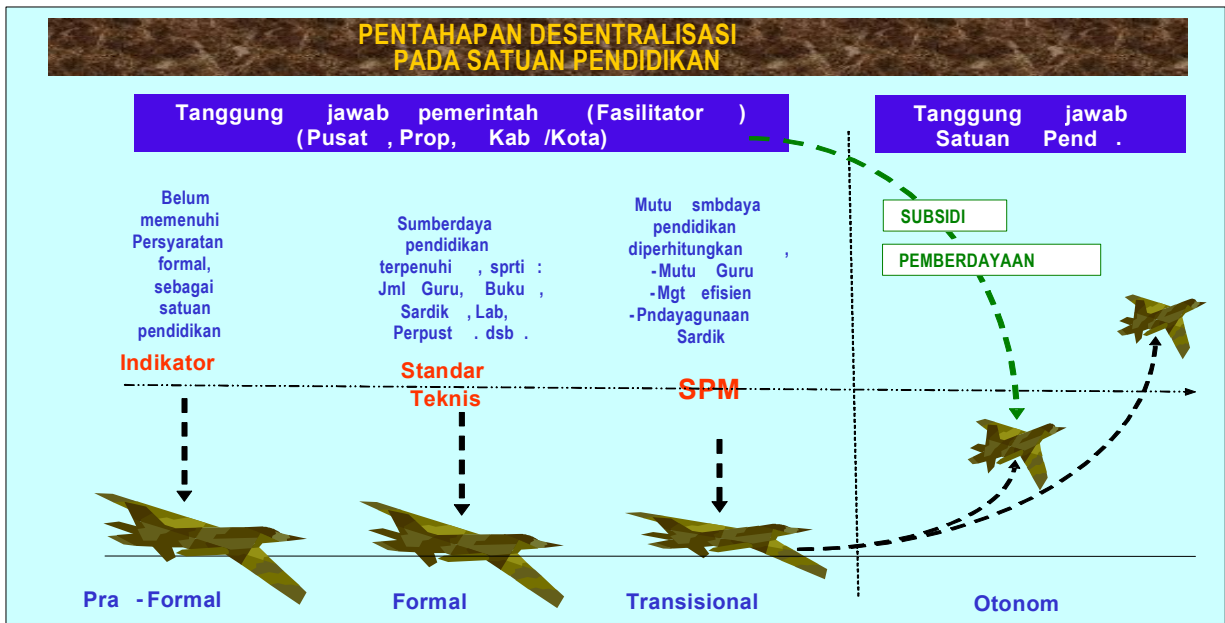 PENTAHAPAN DESENTRALISASI
PADA SATUAN PENDIDIKAN
Tanggung jawab pemerintah (Fasilitator )
(Pusat , Prop, Kab /Kota)
Tanggung jawab
Satuan Pend .
Belum
memenuhi
Persyaratan
formal,
sebagai
satuan
pendidikan
Indikator
Sumberdaya
pendidikan
terpenuhi , sprti :
Jml Guru, Buku ,
Sardik , Lab,
Perpust . dsb .
Standar
Teknis
Mutu smbdaya
pendidikan
diperhitungkan ,
-Mutu Guru
-Mgt efisien
-Pndayagunaan
Sardik
SPM
SUBSIDI
PEMBERDAYAAN
Pra -Formal
Formal
Transisional
Otonom